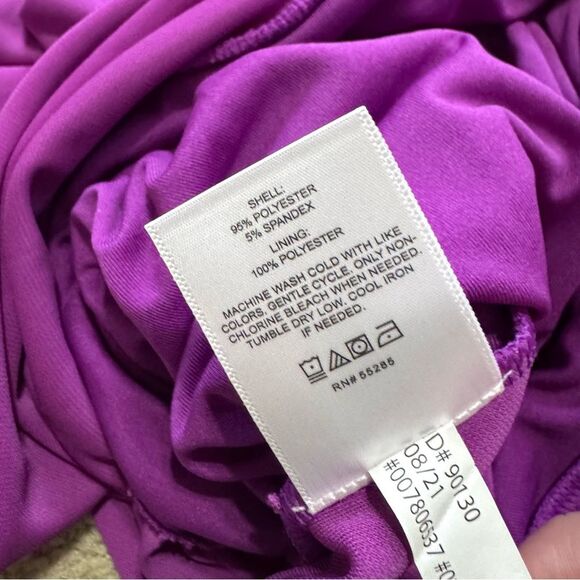 SHELL:
95% POLYESTER
5% SPANDEX
LINING:
100% POLYESTER
MACHINE WASH COLD WITH LIKE
COLORS, GENTLE CYCLE. ONLY NON-
CHLORINE BLEACH WHEN NEEDED.
TUMBLE DRY LOW, COOL IRON
IF NEEDED.
RN# 55285
D# 90130
08/21
#00780637